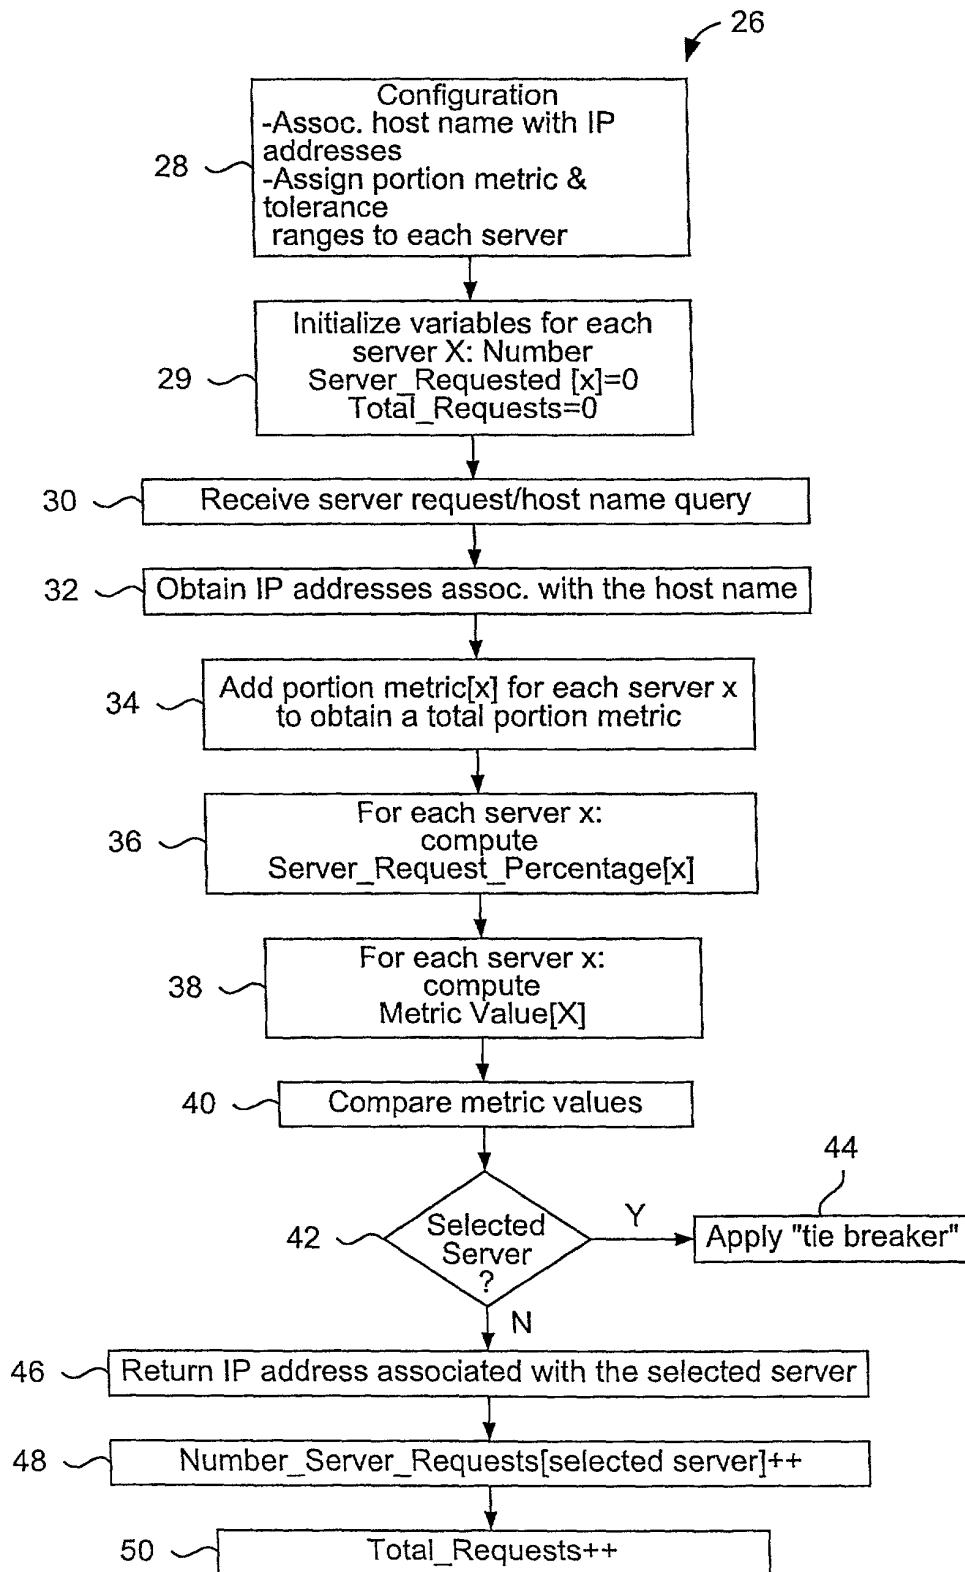 26
Configuration
-Assoc. host name with IP
addresses
-Assign portion metric &
tolerance
ranges to each server
28
Initialize variables for each
server X: Number
Server_Requested [x]=0
Total_Requests=0
29
30
Receive server request/host name query
32
Obtain IP addresses assoc. with the host name
34
Add portion metric[x] for each server x
to obtain a total portion metric
36
For each server x:
compute
Server_Request_Percentage[x]
38
For each server x:
compute
Metric Value[X]
40
Compare metric values
42
Selected
Server
?
Y
44
Apply "tie breaker"
N
46
Return IP address associated with the selected server
48
Number_Server_Requests[selected server]++
50
Total_Requests++